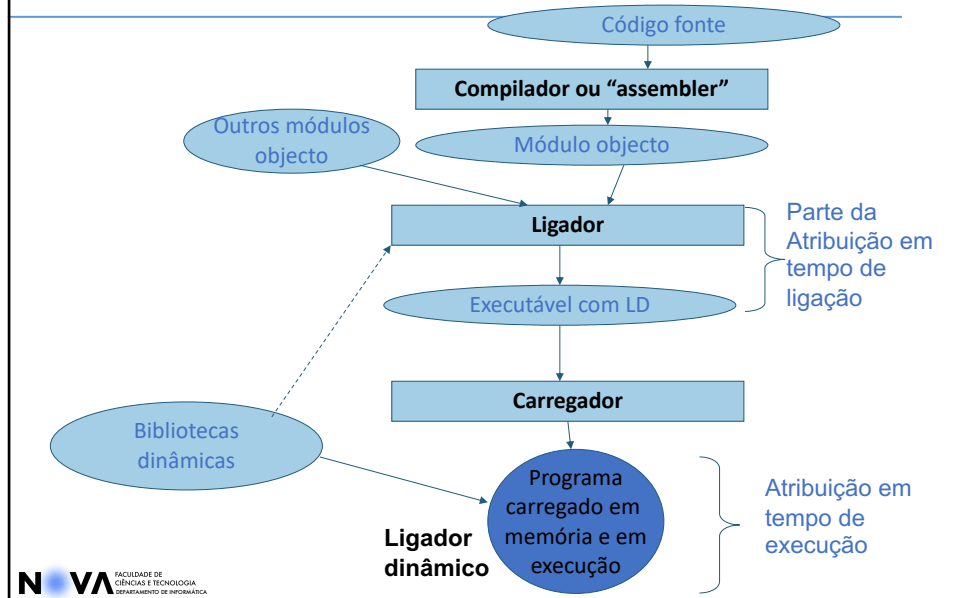 Código fonte
Compilador ou “assembler”
Outros módulos
objecto
Módulo objecto
Ligador
Parte da
Atribuição em
tempo de
ligação
Executável com LD
Carregador
Bibliotecas
dinâmicas
Programa
carregado em
memória e em
execução
Ligador
dinâmico
Atribuição em
tempo de
execução
NOVA
FACULDADE DE
CIÊNCIAS E TECNOLOGIA
DEPARTAMENTO DE INFORMÁTICA